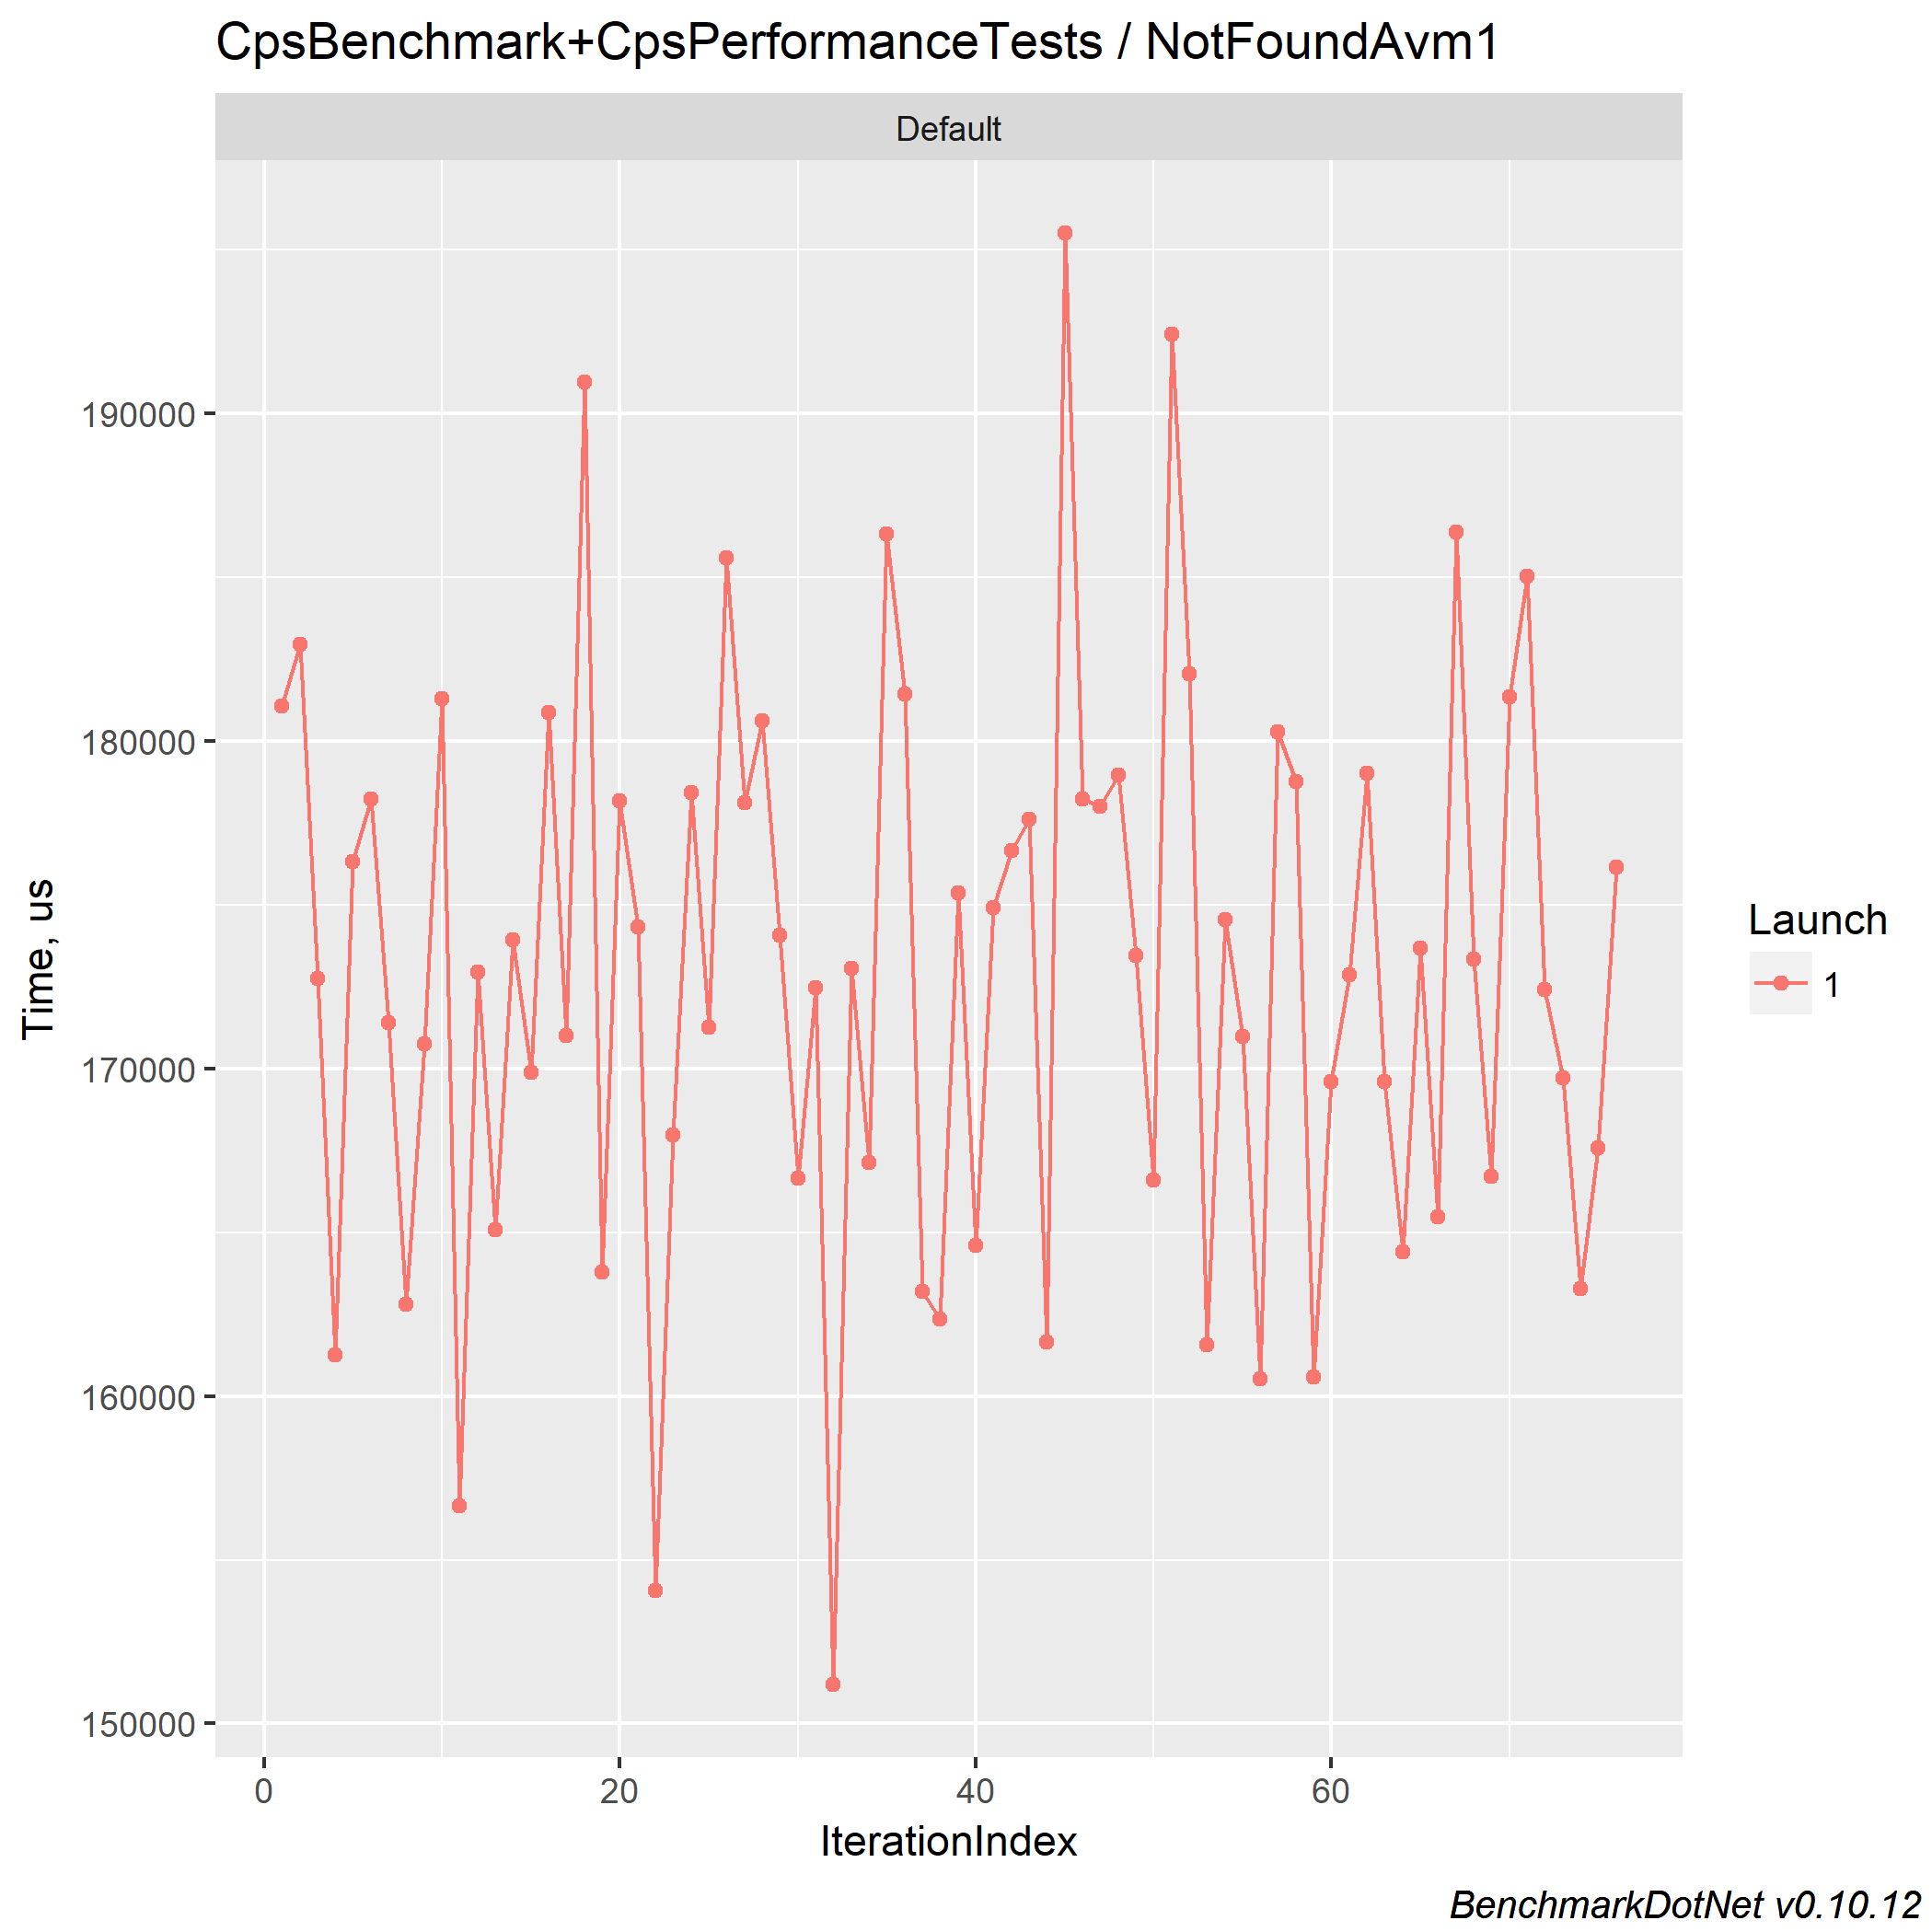 CpsBenchmark+CpsPerformanceTests / NotFoundAvm1
Default
190000
180000
170000
160000
150000
Time, us
0 20 40 60
IterationIndex
Launch
1
BenchmarkDotNet v0.10.12